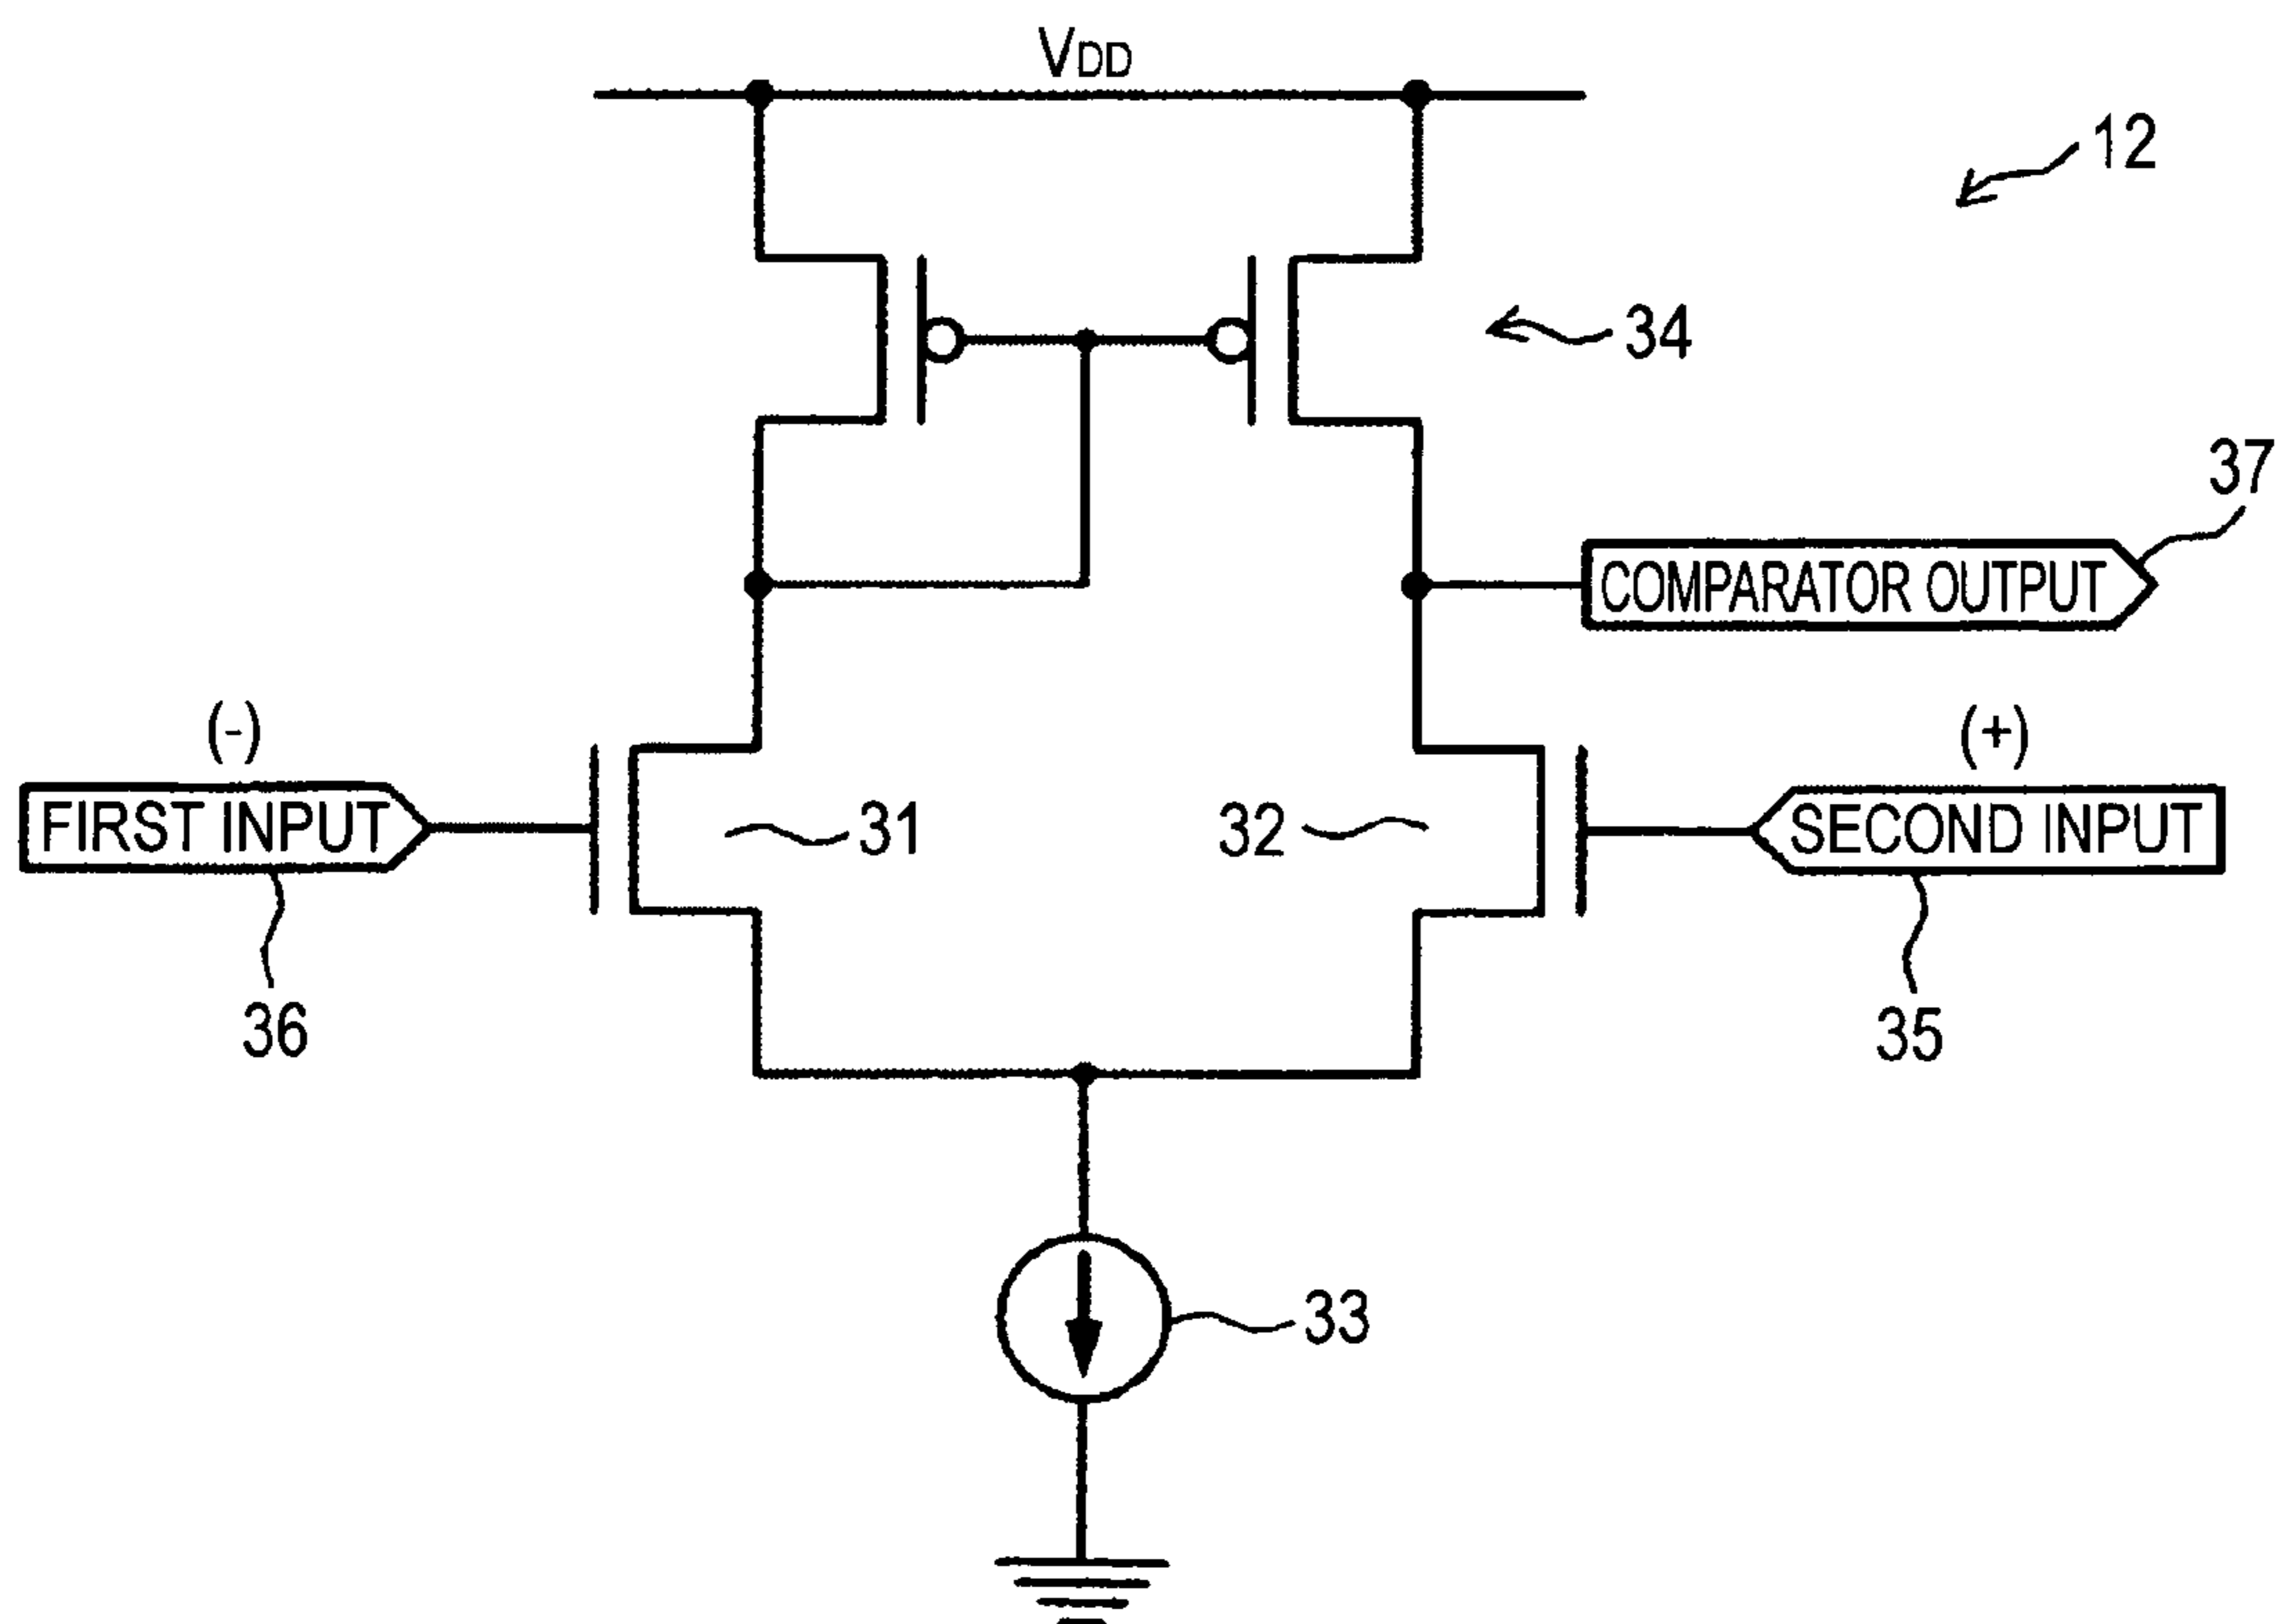 VDD
12
34
37
COMPARATOR OUTPUT
(-)
(+)
FIRST INPUT
31
32
SECOND INPUT
36
35
33